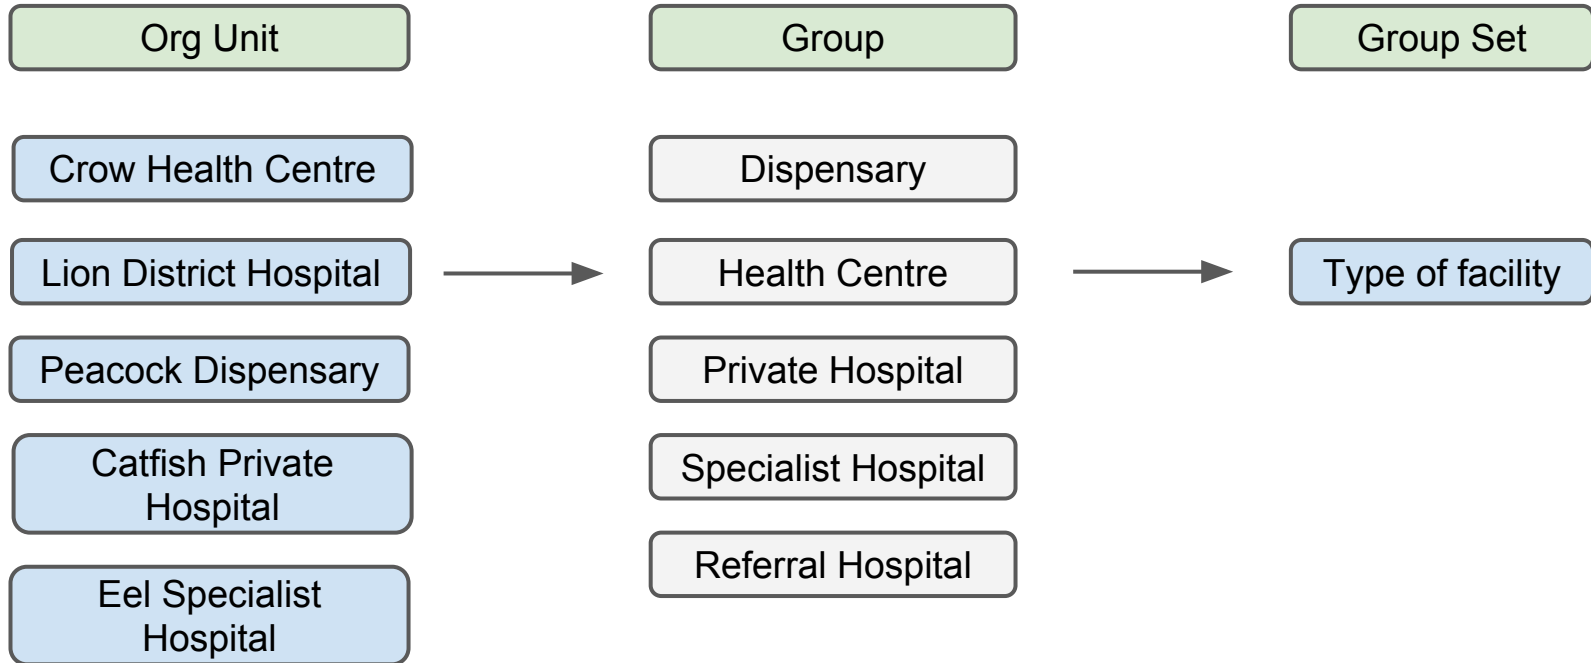 Org Unit
Group
Group Set
Crow Health Centre
Dispensary
Lion District Hospital
Health Centre
Type of facility
Peacock Dispensary
Private Hospital
Catfish Private
Hospital
Specialist Hospital
Referral Hospital
Eel Specialist
Hospital